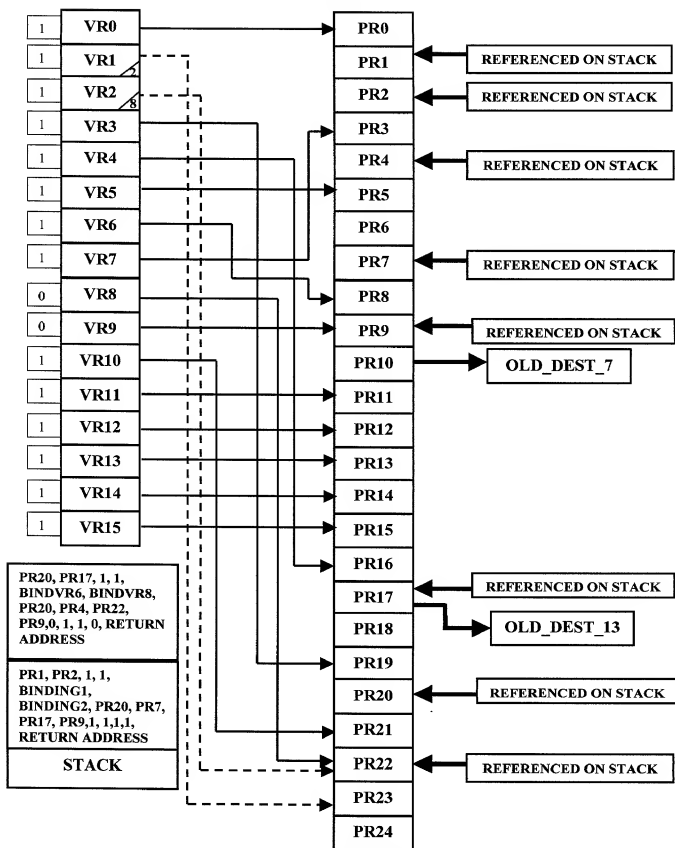 1 VR0 PR0
1 VR1 2 PR1 REFERENCED ON STACK
1 VR2 8 PR2 REFERENCED ON STACK
1 VR3 PR3
1 VR4 PR4 REFERENCED ON STACK
1 VR5 PR5
1 VR6 PR6
1 VR7 PR7 REFERENCED ON STACK
0 VR8 PR8
0 VR9 PR9 REFERENCED ON STACK
1 VR10 PR10 OLD_DEST_7
1 VR11 PR11
1 VR12 PR12
1 VR13 PR13
1 VR14 PR14
1 VR15 PR15
PR16
PR17 REFERENCED ON STACK
OLD_DEST_13
PR18
PR19
PR20 REFERENCED ON STACK
PR21
PR22 REFERENCED ON STACK
PR23
PR24
PR20, PR17, 1, 1,
BINDVR6, BINDVR8,
PR20, PR4, PR22,
PR9,0, 1, 1, 0, RETURN
ADDRESS
PR1, PR2, 1, 1,
BINDING1,
BINDING2, PR20, PR7,
PR17, PR9,1, 1,1,1,
RETURN ADDRESS
STACK